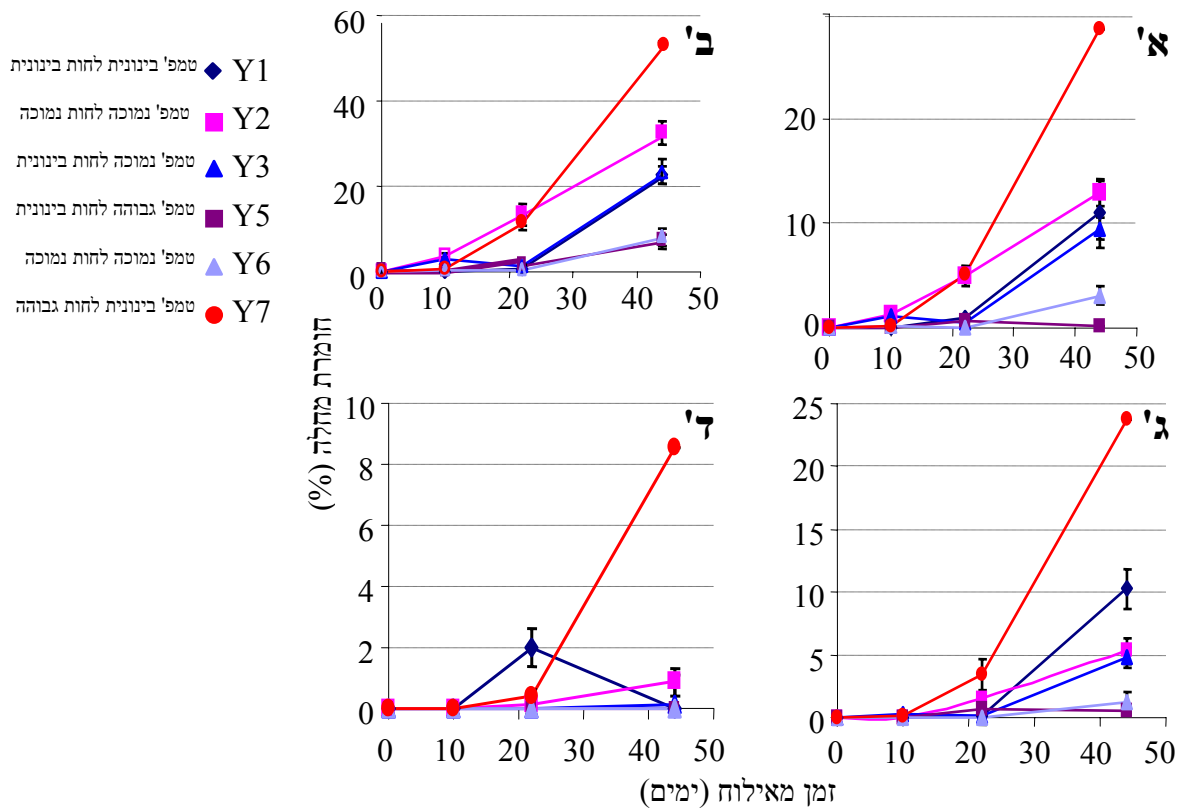 טמפ' בינונית לחות בינונית Y1
טמפ' נמוכה לחות נמוכה Y2
טמפ' נמוכה לחות בינונית Y3
טמפ' גבוהה לחות בינונית Y5
טמפ' נמוכה לחות נמוכה Y6
טמפ' בינונית לחות גבוהה Y7
א'
30
20
10
0
0 10 20 30 40 50
ב'
60
40
20
0
0 10 20 30 40 50
ג'
25
20
15
10
5
0
0 10 20 30 40 50
ד'
10
8
6
4
2
0
0 10 20 30 40 50
חומרת מחלה (%)
זמן מאילוח (ימים)